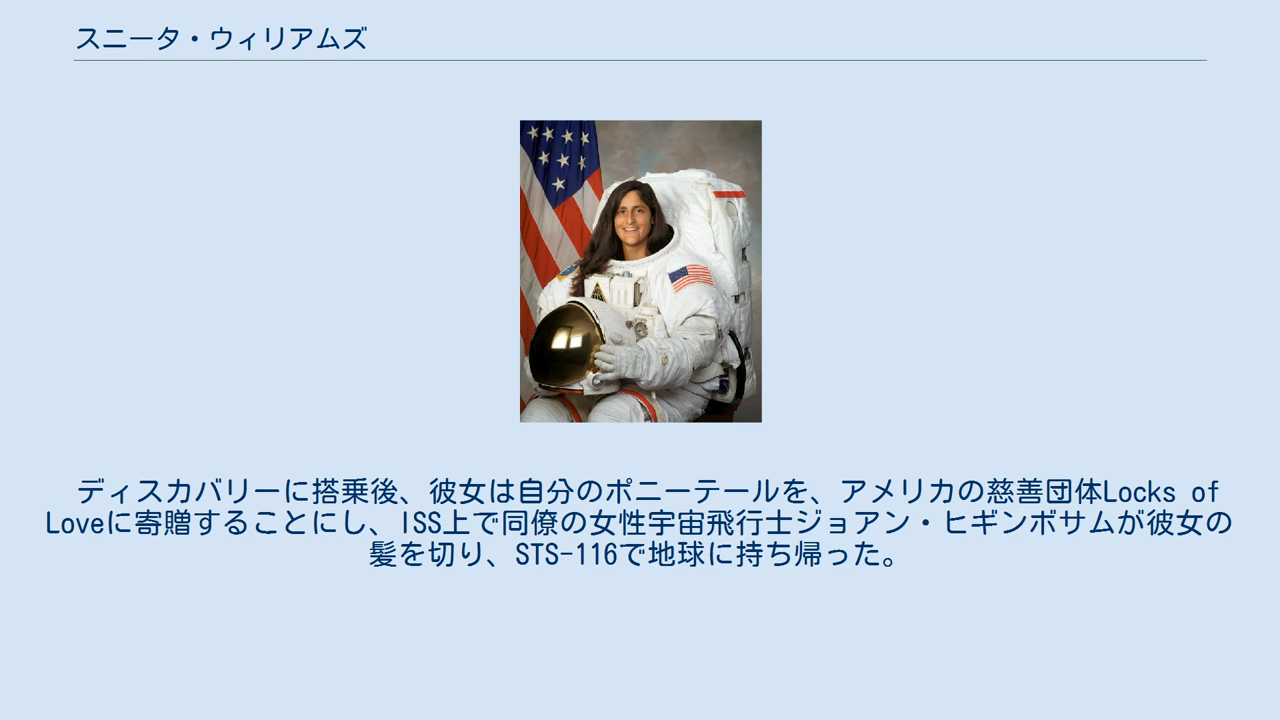 スニータ・ウィリアムズ
ディスカバリーに搭乗後、彼女は自分のポニーテールを、アメリカの慈善団体Locks of
Loveに寄贈することにし、ISS上で同僚の女性宇宙飛行士ジョアン・ヒギンボサムが彼女の
髪を切り、STS-116で地球に持ち帰った。